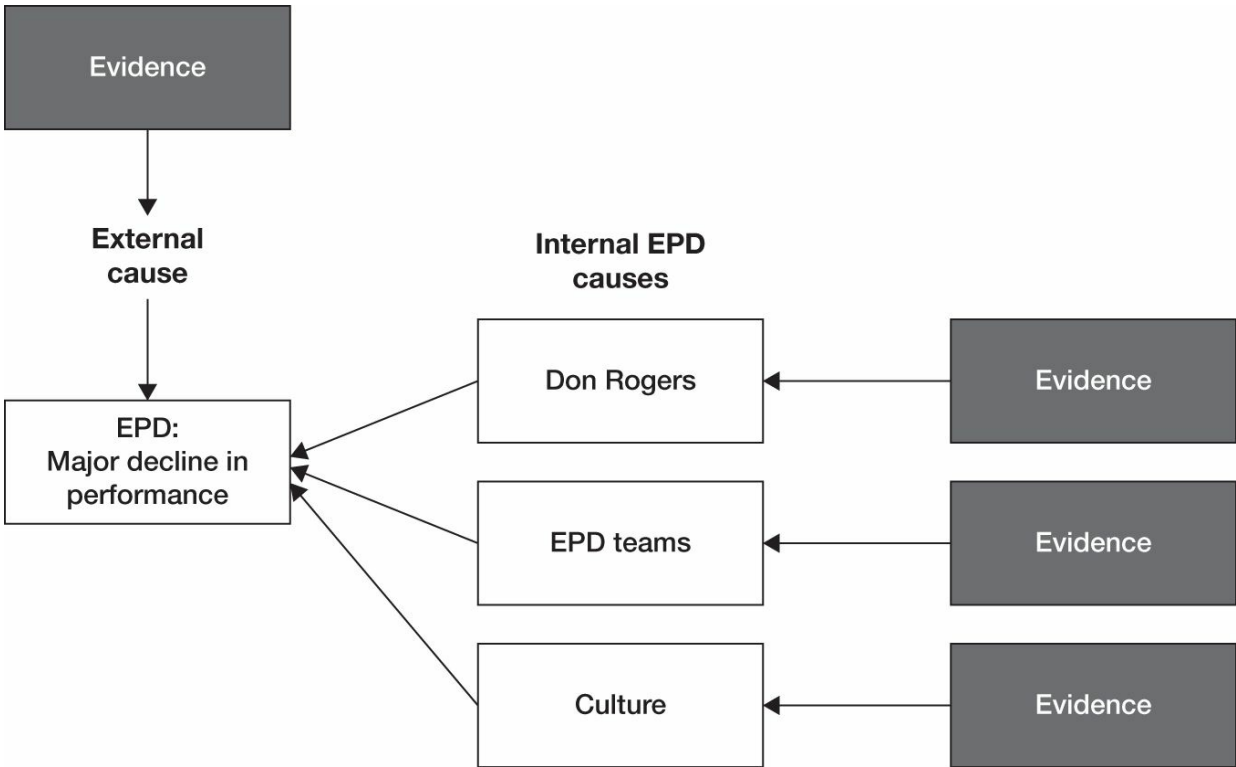 Evidence
External
cause
Internal EPD
causes
Don Rogers
Evidence
EPD:
Major decline in
performance
EPD teams
Evidence
Culture
Evidence